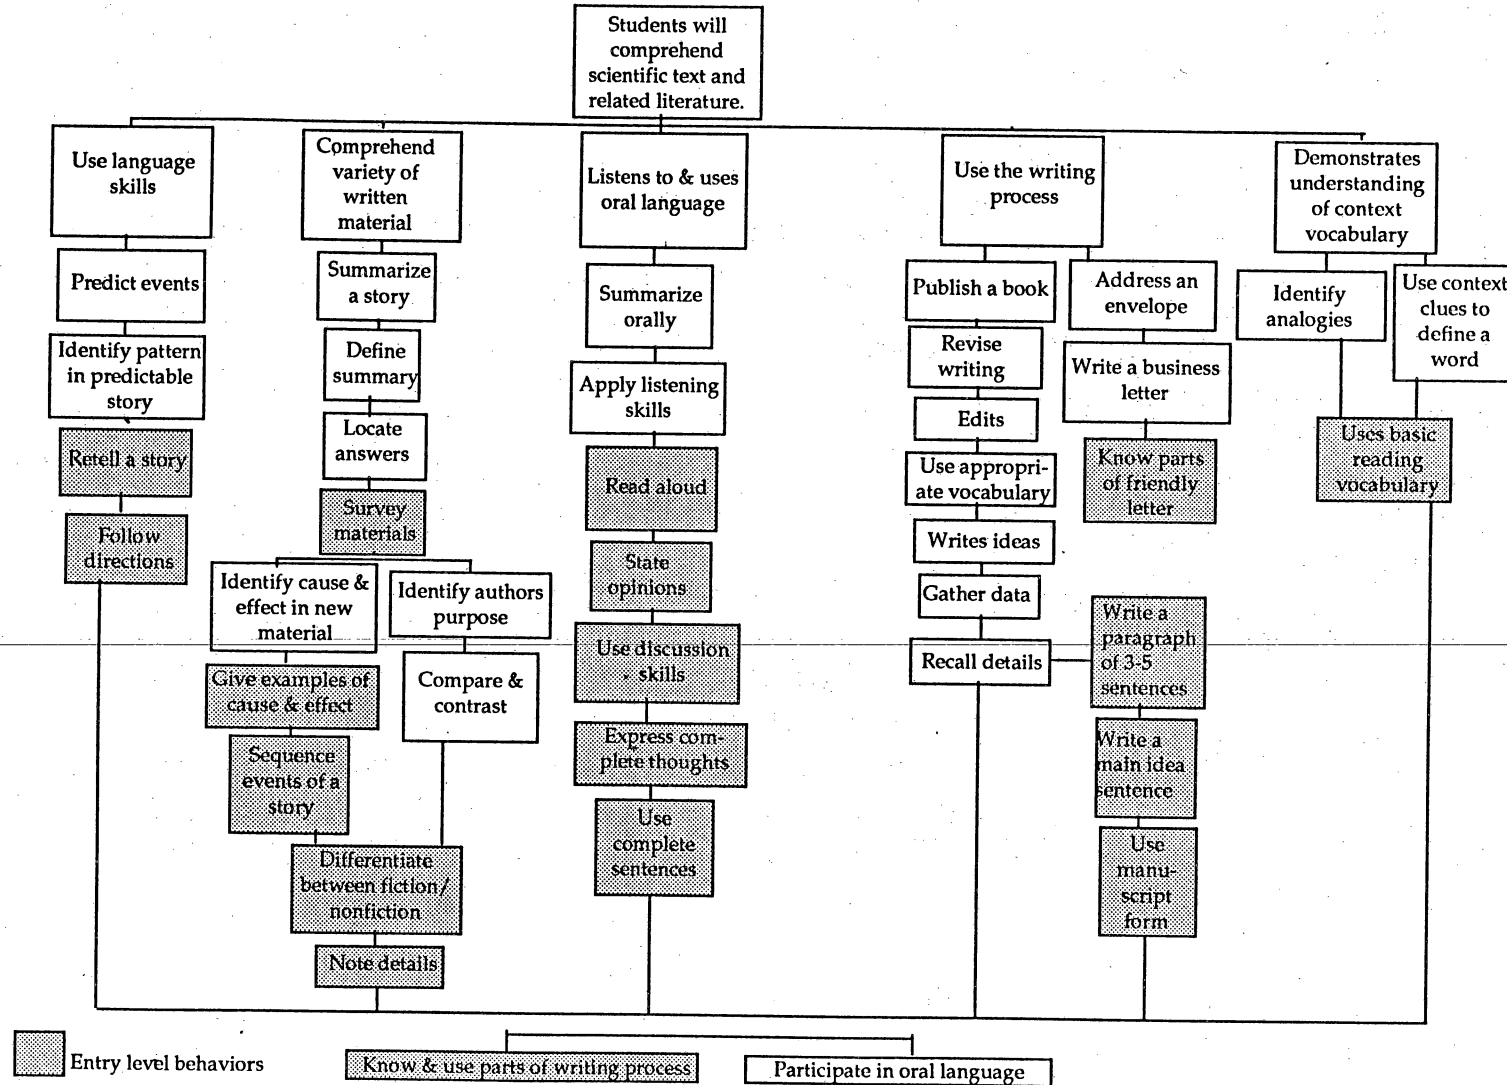 Students will
comprehend
scientific text and
related literature.
Use language
skills
Predict events
Identify pattern
in predictable
story
Retell a story
Follow
directions
Comprehend
variety of
written
material
Summarize
a story
Define
summary
Locate
answers
Survey
materials
Identify cause &
effect in new
material
Give examples of
cause & effect
Sequence
events of a
story
Identify authors
purpose
Compare &
contrast
Differentiate
between fiction/
nonfiction
Note details
Listens to & uses
oral language
Summarize
orally
Apply listening
skills
Read aloud
State
opinions
Use discussion
skills
Express com-
plete thoughts
Use
complete
sentences
Use the writing
process
Publish a book
Revise
writing
Edits
Use appropri-
ate vocabulary
Writes ideas
Gather data
Recall details
Address an
envelope
Write a business
letter
Know parts
of friendly
letter
Write a
paragraph
of 3-5
sentences
Write a
main idea
sentence
Use
manu-
script
form
Demonstrates
understanding
of context
vocabulary
Identify
analogies
Use context
clues to
define a
word
Uses basic
reading
vocabulary
Entry level behaviors
Know & use parts of writing process
Participate in oral language